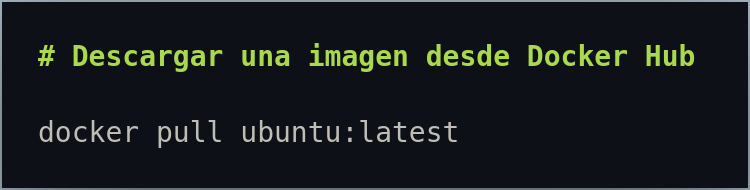 # Descargar una imagen desde Docker Hub
docker pull ubuntu:latest